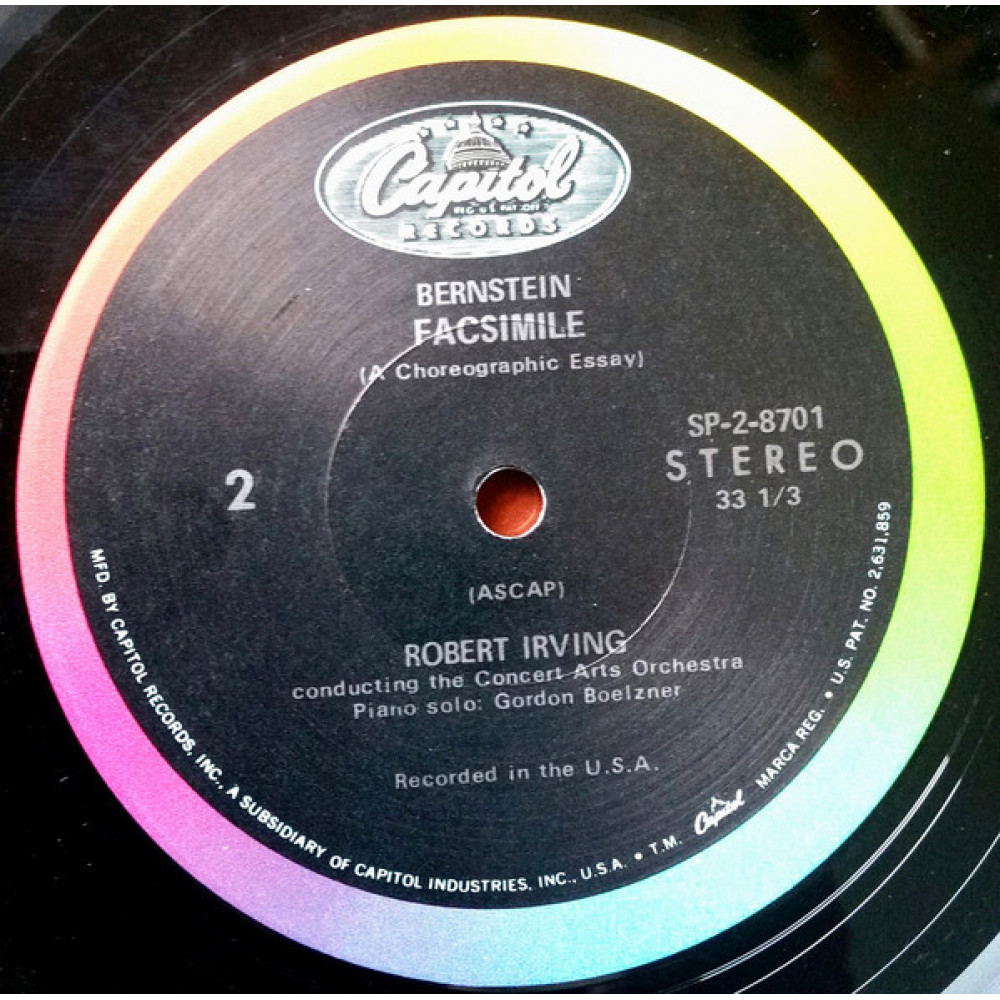 Capitol
REG. U.S. PAT. OFF.
RECORDS
BERNSTEIN
FACSIMILE
(A Choreographic Essay)
SP-2-8701
STEREO
33 1/3
2
(ASCAP)
ROBERT IRVING
conducting the Concert Arts Orchestra
Piano solo: Gordon Boelzner
Recorded in the U.S.A.
MFD. BY CAPITOL RECORDS, INC., A SUBSIDIARY OF CAPITOL INDUSTRIES, INC., U.S.A. • T.M. Capitol MARCA REG. • U.S. PAT. NO. 2,631,859